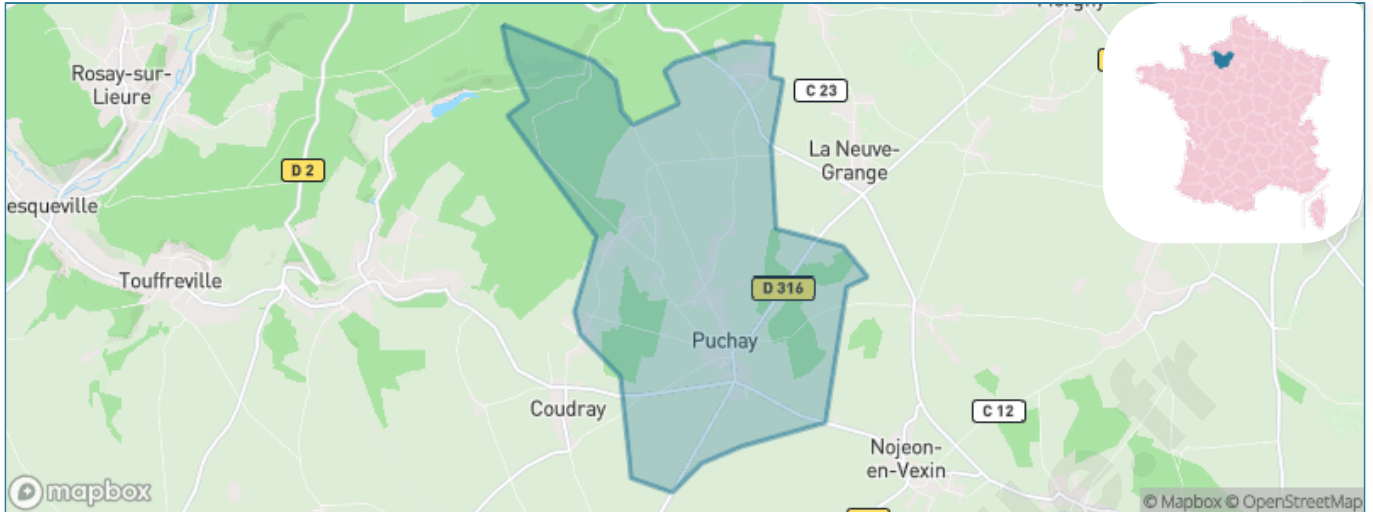 Rosay-sur-
Lieure
C 23
La Neuve-
Grange
D 2
esqueville
Touffreville
D 316
Puchay
Coudray
C 12
Nojeon-
en-Vexin
mapbox
© Mapbox © OpenStreetMap
.fr